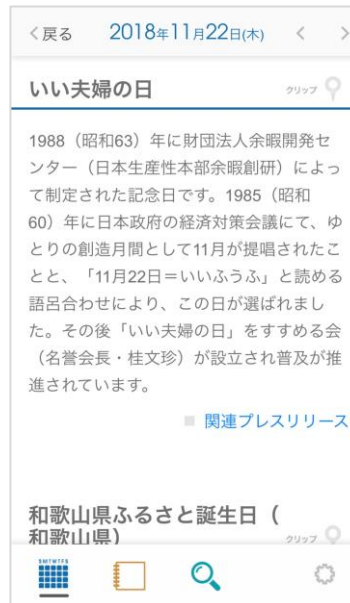 戻る 2018年11月22日(木)
いい夫婦の日 クリップ
1988（昭和63）年に財団法人余暇開発セ
ンター（日本生産性本部余暇創研）によっ
て制定された記念日です。1985（昭和
60）年に日本政府の経済対策会議にて、ゆ
とりの創造月間として11月が提唱されたこ
とと、「11月22日＝いいふうふ」と読める
語呂合わせにより、この日が選ばれまし
た。その後「いい夫婦の日」をすすめる会
（名誉会長・桂文珍）が設立され普及が推
進されています。
関連プレスリリース
和歌山県ふるさと誕生日（
和歌山県） クリップ
SMTWTFS